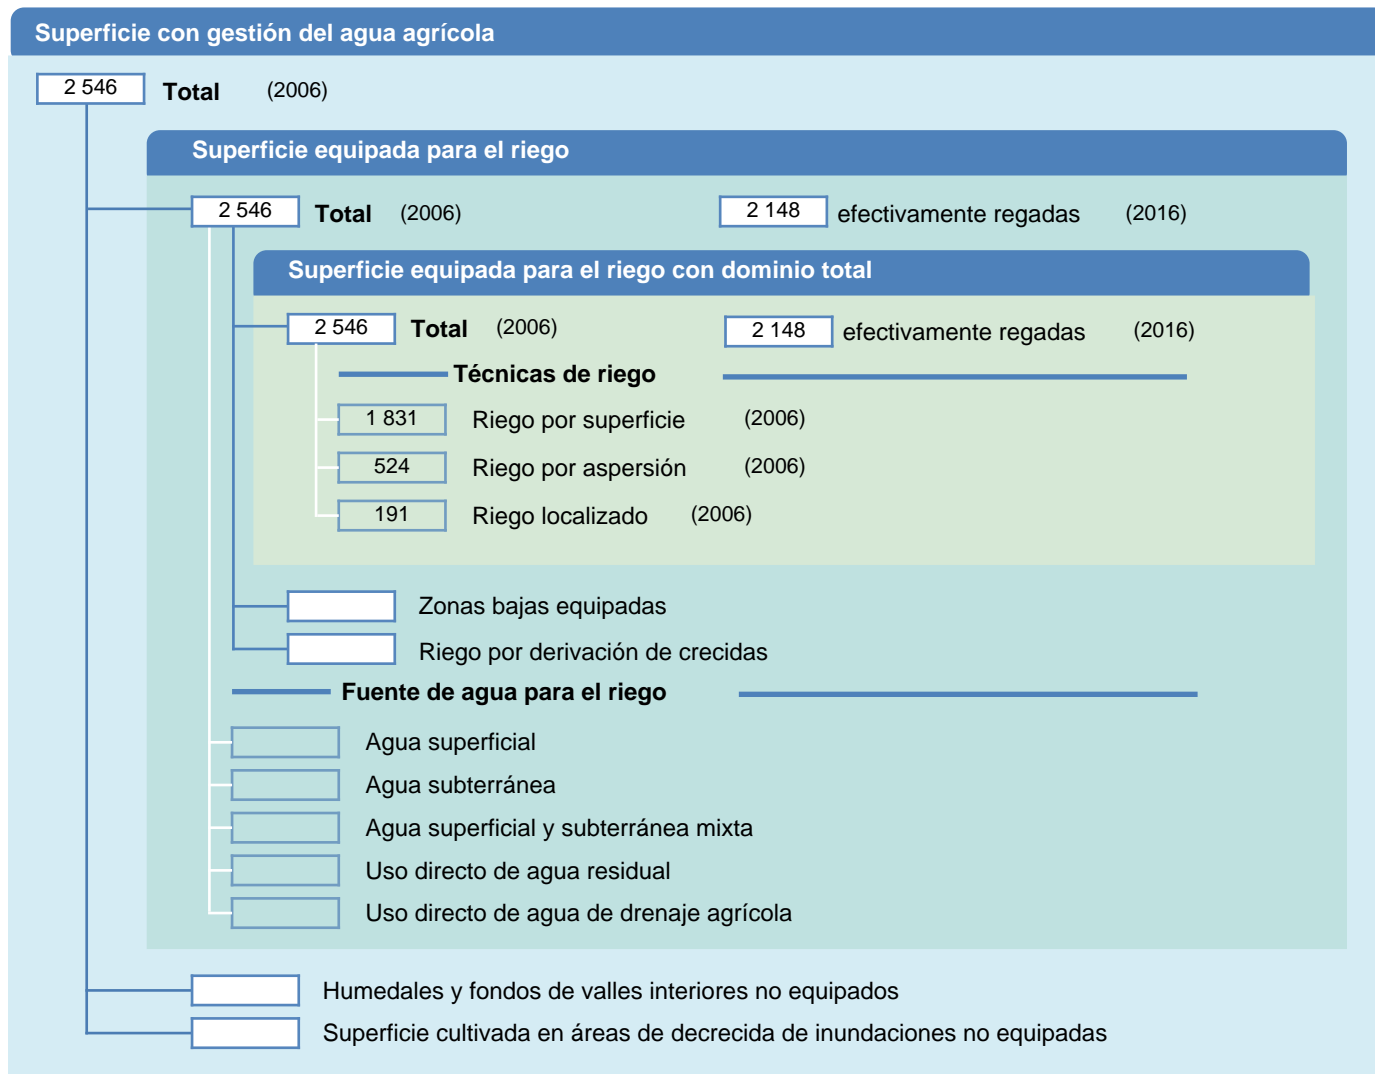 Superficie con gestión del agua agrícola
2 546 Total (2006)
Superficie equipada para el riego
2 546 Total (2006) 2 148 efectivamente regadas (2016)
Superficie equipada para el riego con dominio total
2 546 Total (2006) 2 148 efectivamente regadas (2016)
Técnicas de riego
1 831 Riego por superficie (2006)
524 Riego por aspersión (2006)
191 Riego localizado (2006)
Zonas bajas equipadas
Riego por derivación de crecidas
Fuente de agua para el riego
Agua superficial
Agua subterránea
Agua superficial y subterránea mixta
Uso directo de agua residual
Uso directo de agua de drenaje agrícola
Humedales y fondos de valles interiores no equipados
Superficie cultivada en áreas de decrecida de inundaciones no equipadas